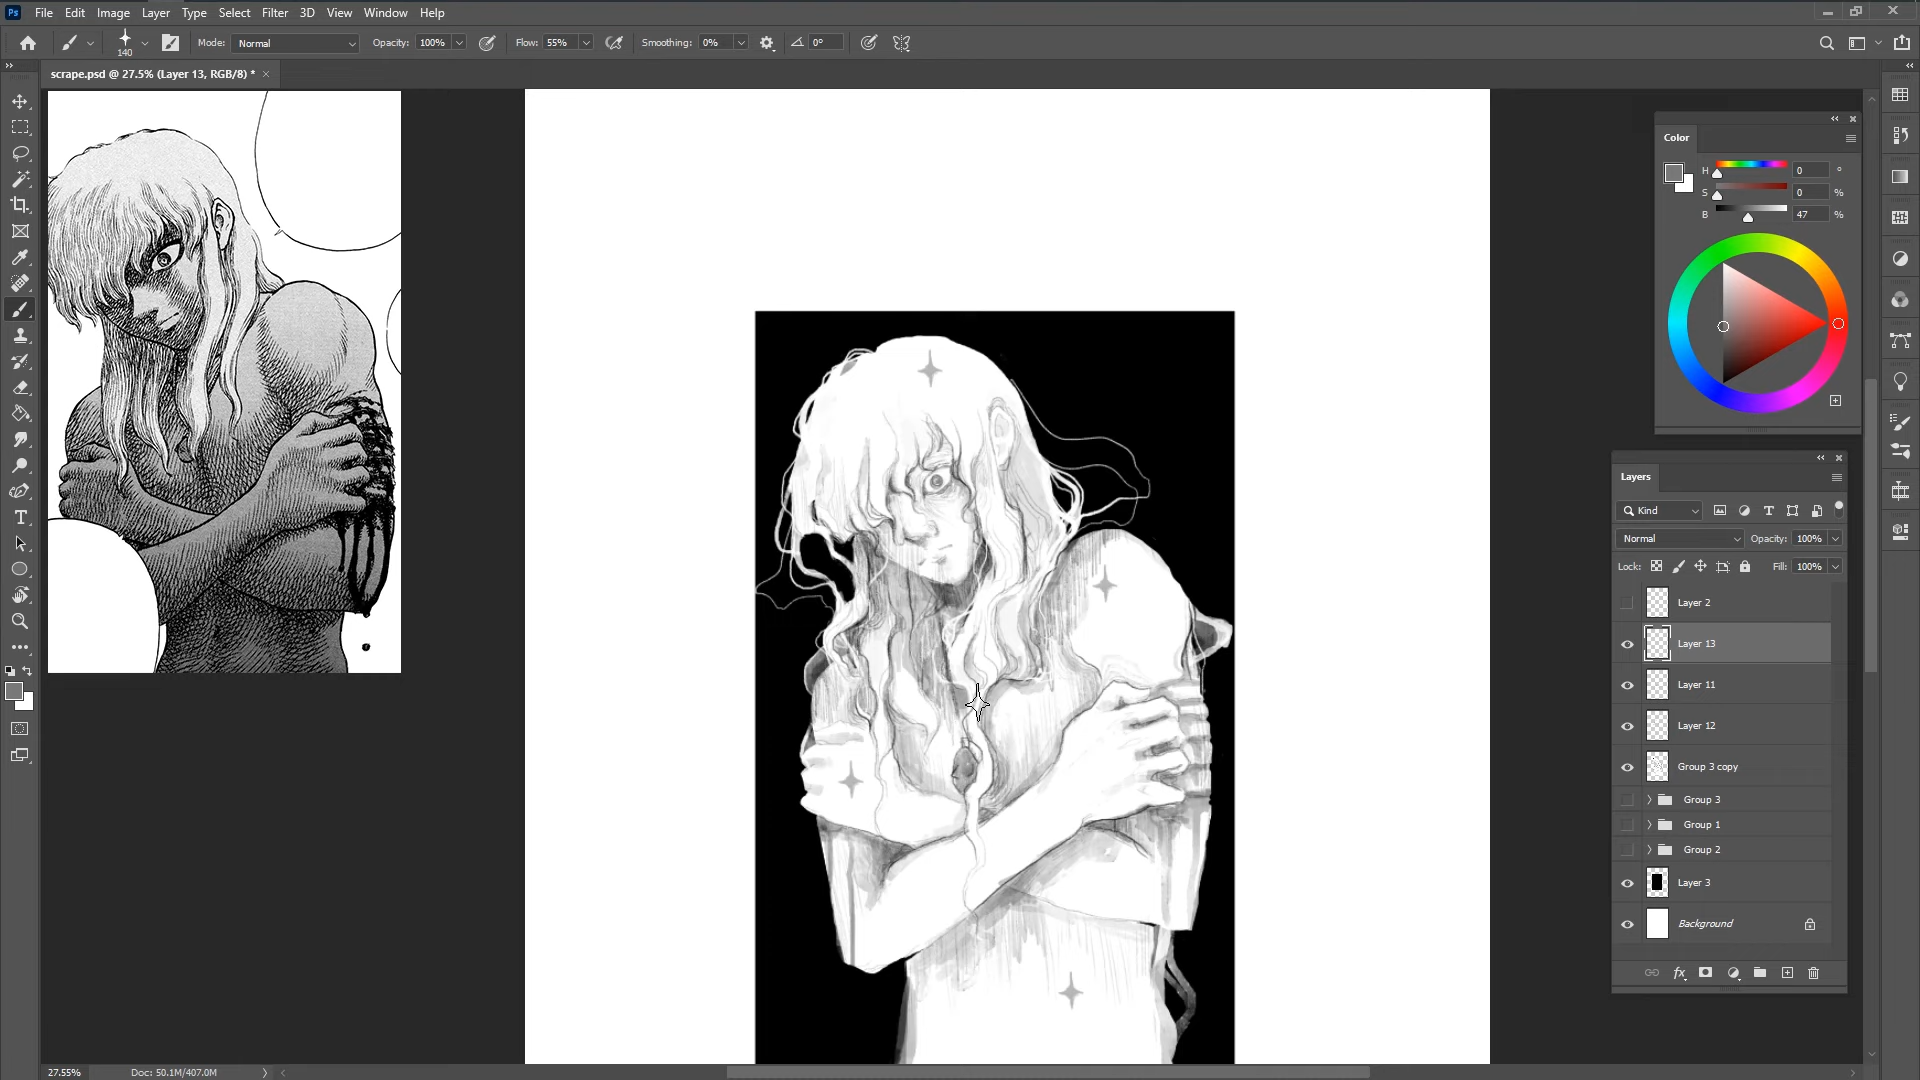 Ps File Edit Image Layer Type Select Filter 3D View Window Help
140 Mode: Normal Opacity: 100% Flow: 55% Smoothing: 0% 0°
scrape.psd @ 27.5% (Layer 13, RGB/8) *
Color
H 0 °
S 0 %
B 47 %
Layers
Kind
Normal Opacity: 100%
Lock: Fill: 100%
Layer 2
Layer 13
Layer 11
Layer 12
Group 3 copy
Group 3
Group 1
Group 2
Layer 3
Background
27.55% Doc: 50.1M/407.0M